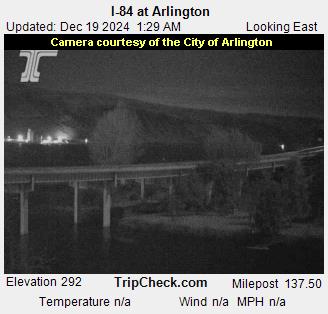 I-84 at Arlington
Updated: Dec 19 2024 1:29 AM Looking East
Camera courtesy of the City of Arlington
Elevation 292 TripCheck.com Milepost 137.50
Temperature n/a Wind n/a MPH n/a